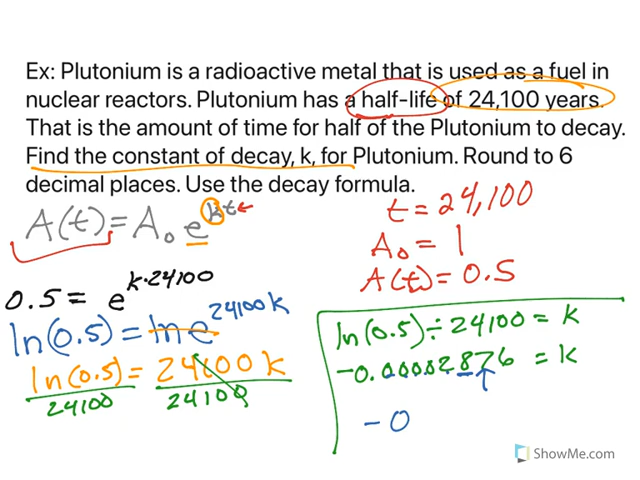 Ex: Plutonium is a radioactive metal that is used as a fuel in
nuclear reactors. Plutonium has a half-life of 24,100 years.
That is the amount of time for half of the Plutonium to decay.
Find the constant of decay, k, for Plutonium. Round to 6
decimal places. Use the decay formula.
A(t) = A₀ e^kt
t = 24,100
A₀ = 1
A(t) = 0.5
0.5 = e^k·24100
ln(0.5) = ln e^24100k
ln(0.5) = 24100 k
24100 24100
ln(0.5) ÷ 24100 = k
-0.00002876 = k
-0
ShowMe.com